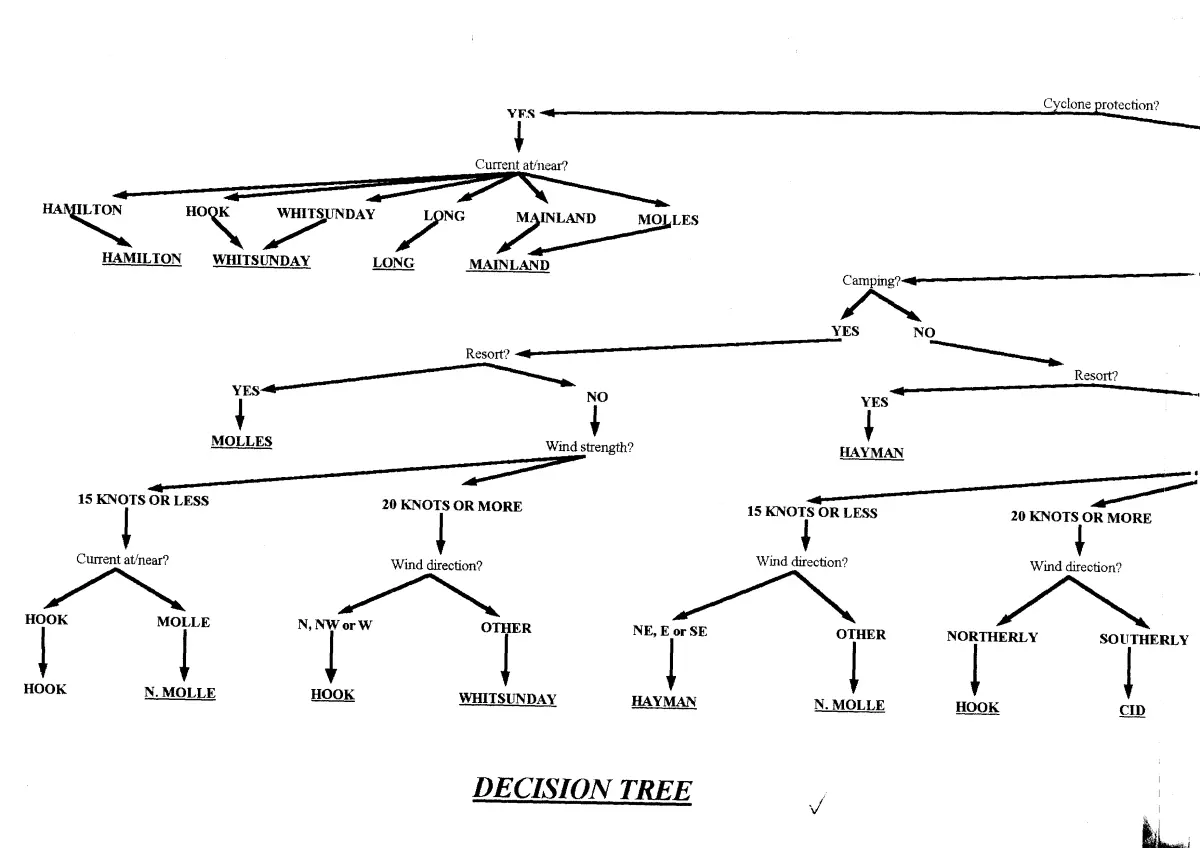 Cyclone protection?
YES
Current at/near?
HAMILTON HOOK WHITSUNDAY LONG MAINLAND MOLLES
HAMILTON WHITSUNDAY LONG MAINLAND
Camping?
YES NO
Resort? Resort?
YES NO YES
MOLLES Wind strength? HAYMAN
15 KNOTS OR LESS 20 KNOTS OR MORE 15 KNOTS OR LESS 20 KNOTS OR MORE
Current at/near? Wind direction? Wind direction? Wind direction?
HOOK MOLLE N, NW or W OTHER NE, E or SE OTHER NORTHERLY SOUTHERLY
HOOK N. MOLLE HOOK WHITSUNDAY HAYMAN N. MOLLE HOOK CID
DECISION TREE